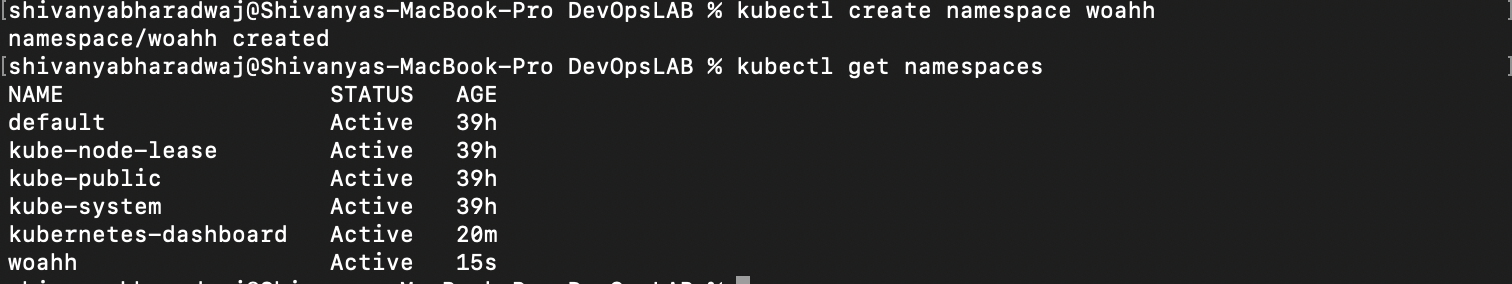 [shivanyabharadwaj@Shivanyas-MacBook-Pro DevOpsLAB % kubectl create namespace woahh ]
namespace/woahh created
[shivanyabharadwaj@Shivanyas-MacBook-Pro DevOpsLAB % kubectl get namespaces ]
NAME STATUS AGE
default Active 39h
kube-node-lease Active 39h
kube-public Active 39h
kube-system Active 39h
kubernetes-dashboard Active 20m
woahh Active 15s